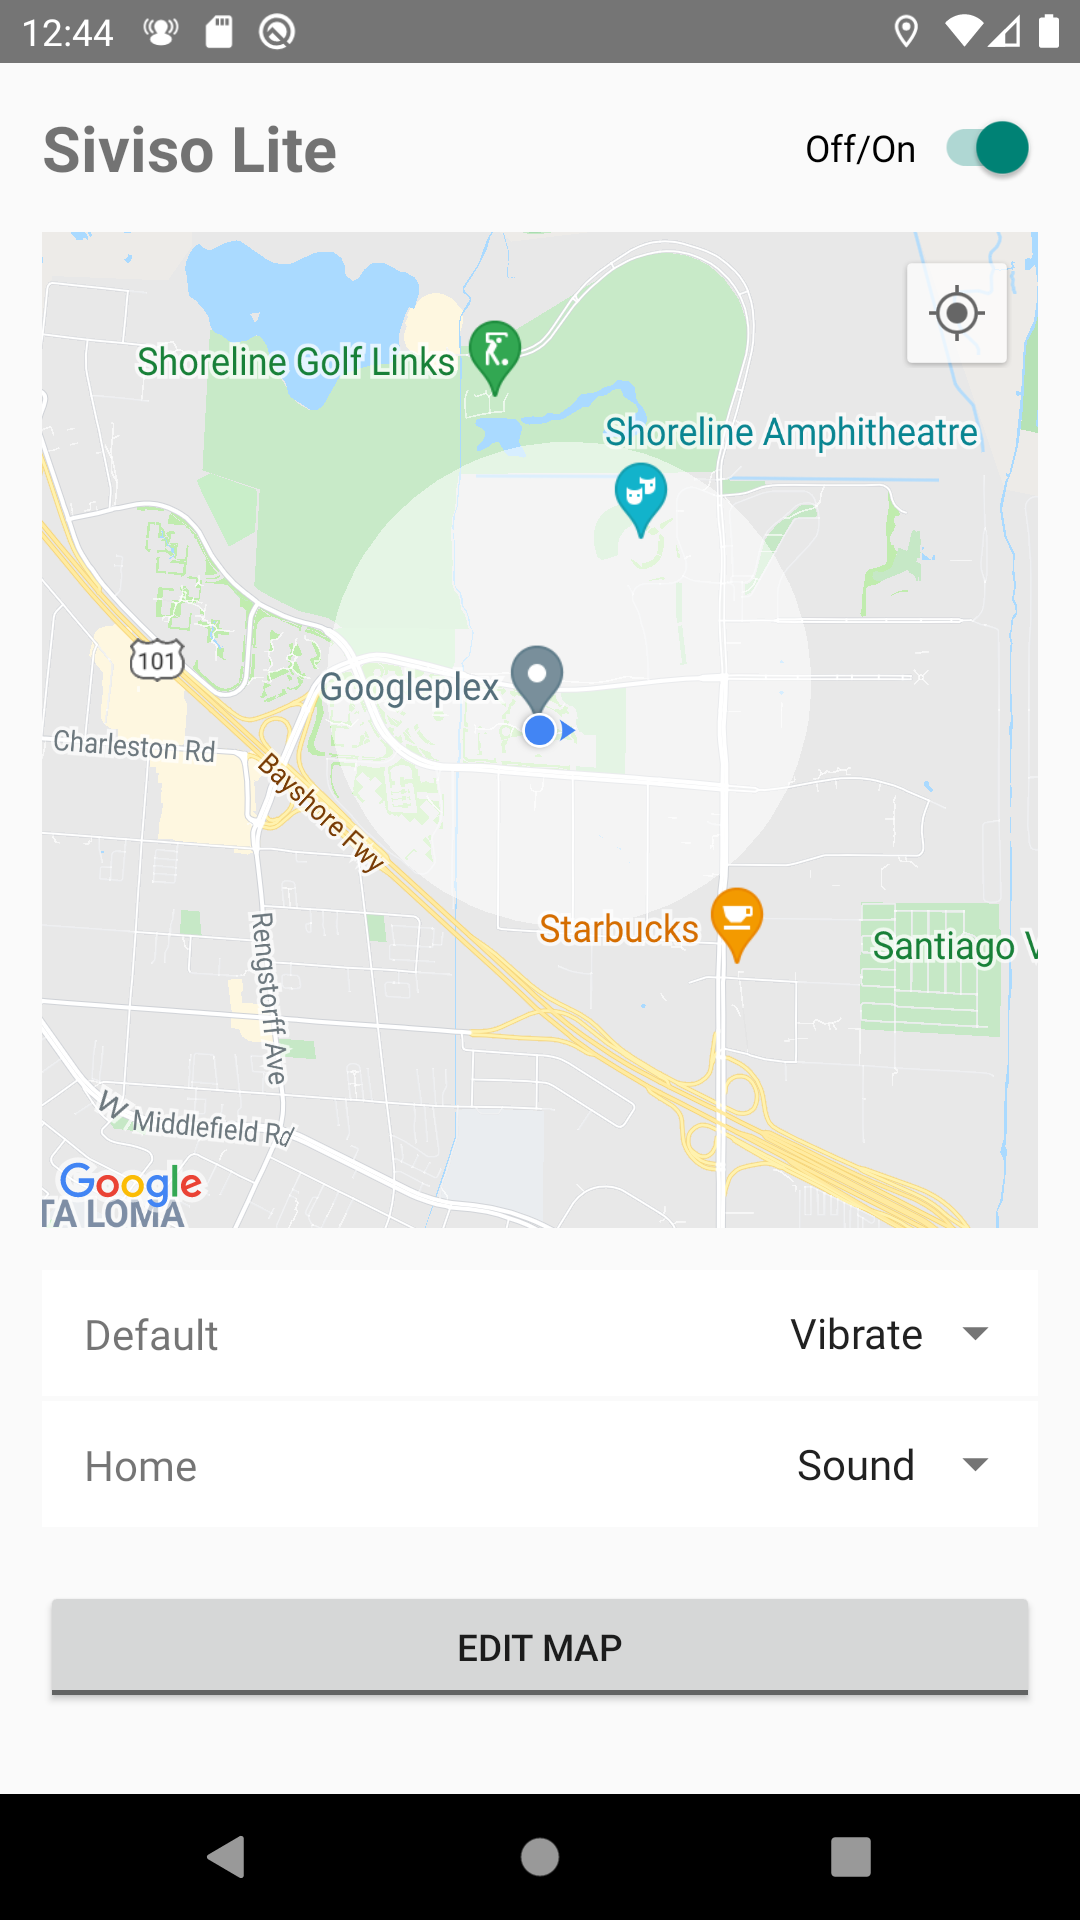 12:44
Siviso Lite
Off/On
Shoreline Golf Links
Shoreline Amphitheatre
101
Googleplex
Charleston Rd
Bayshore Fwy
Starbucks
Rengstorff Ave
Santiago V
W Middlefield Rd
Google
TA LOMA
Default
Vibrate
Home
Sound
EDIT MAP